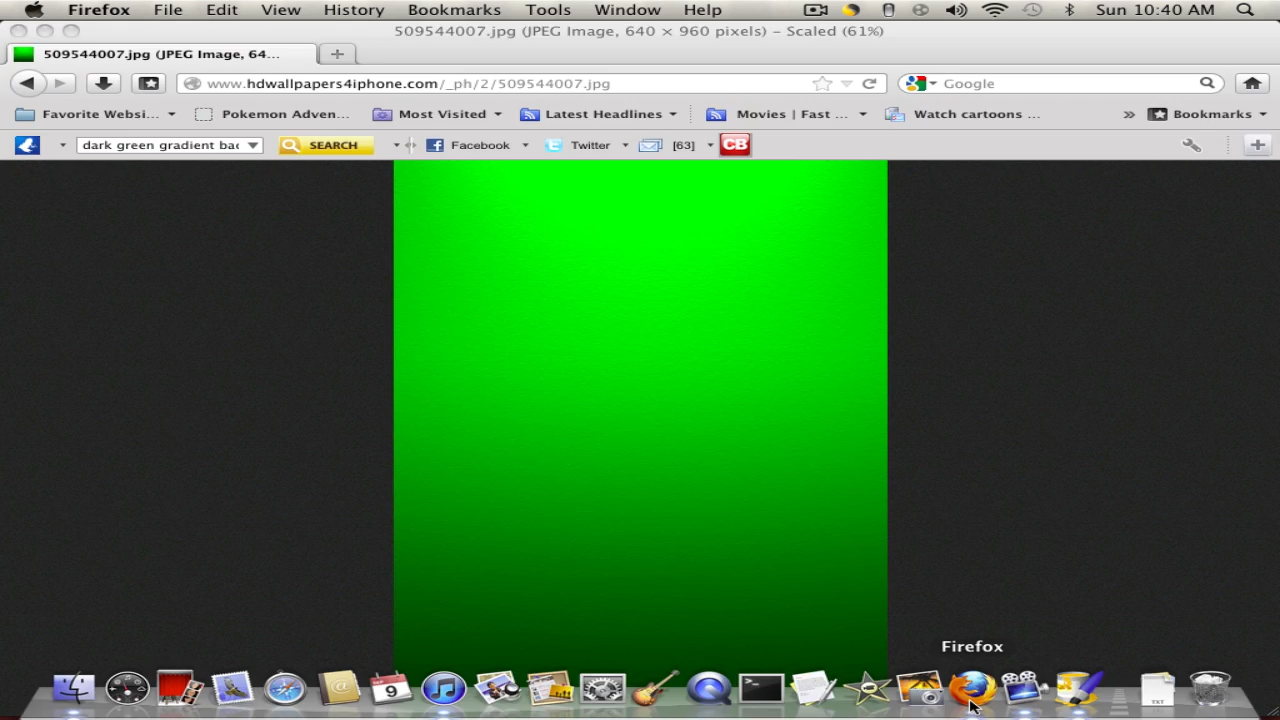 Firefox File Edit View History Bookmarks Tools Window Help Sun 10:40 AM
509544007.jpg (JPEG Image, 640 × 960 pixels) – Scaled (61%)
509544007.jpg (JPEG Image, 64...
www.hdwallpapers4iphone.com/_ph/2/509544007.jpg Google
Favorite Websi... Pokemon Adven... Most Visited Latest Headlines Movies | Fast ... Watch cartoons ... » Bookmarks
dark green gradient bac SEARCH Facebook Twitter [63] CB
Firefox
9
TXT